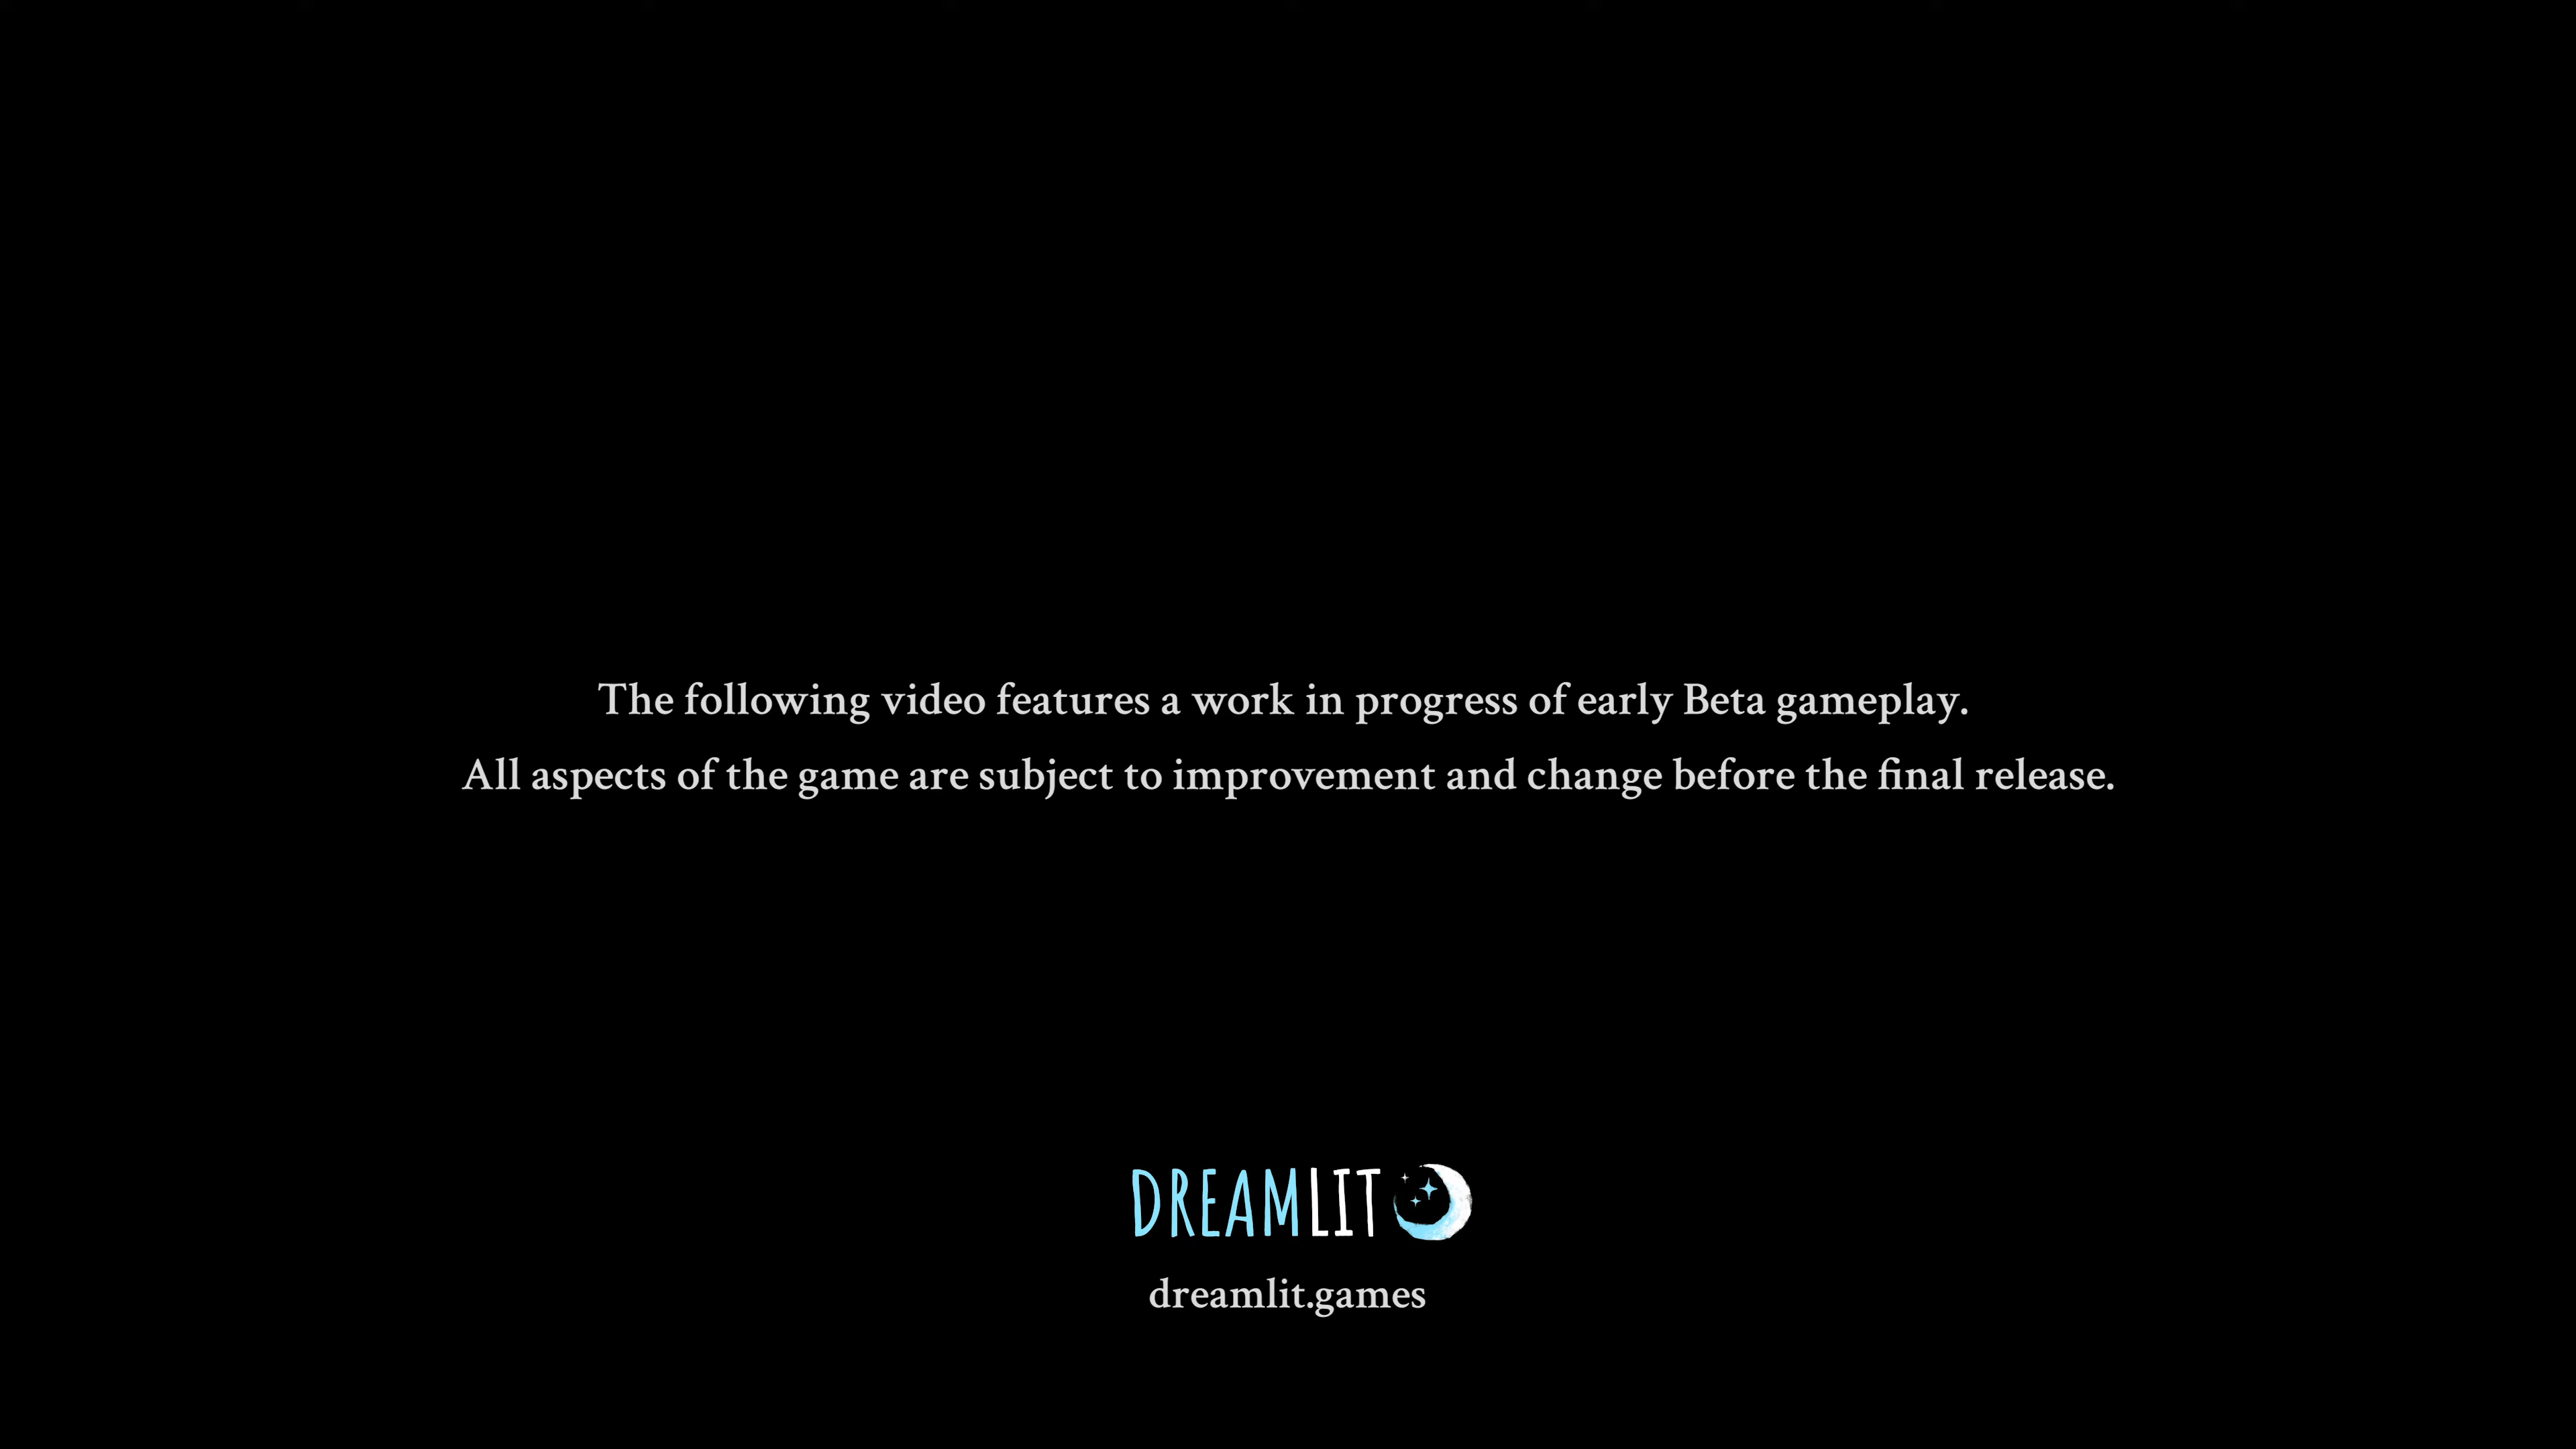 The following video features a work in progress of early Beta gameplay.
All aspects of the game are subject to improvement and change before the final release.
DREAMLIT
dreamlit.games